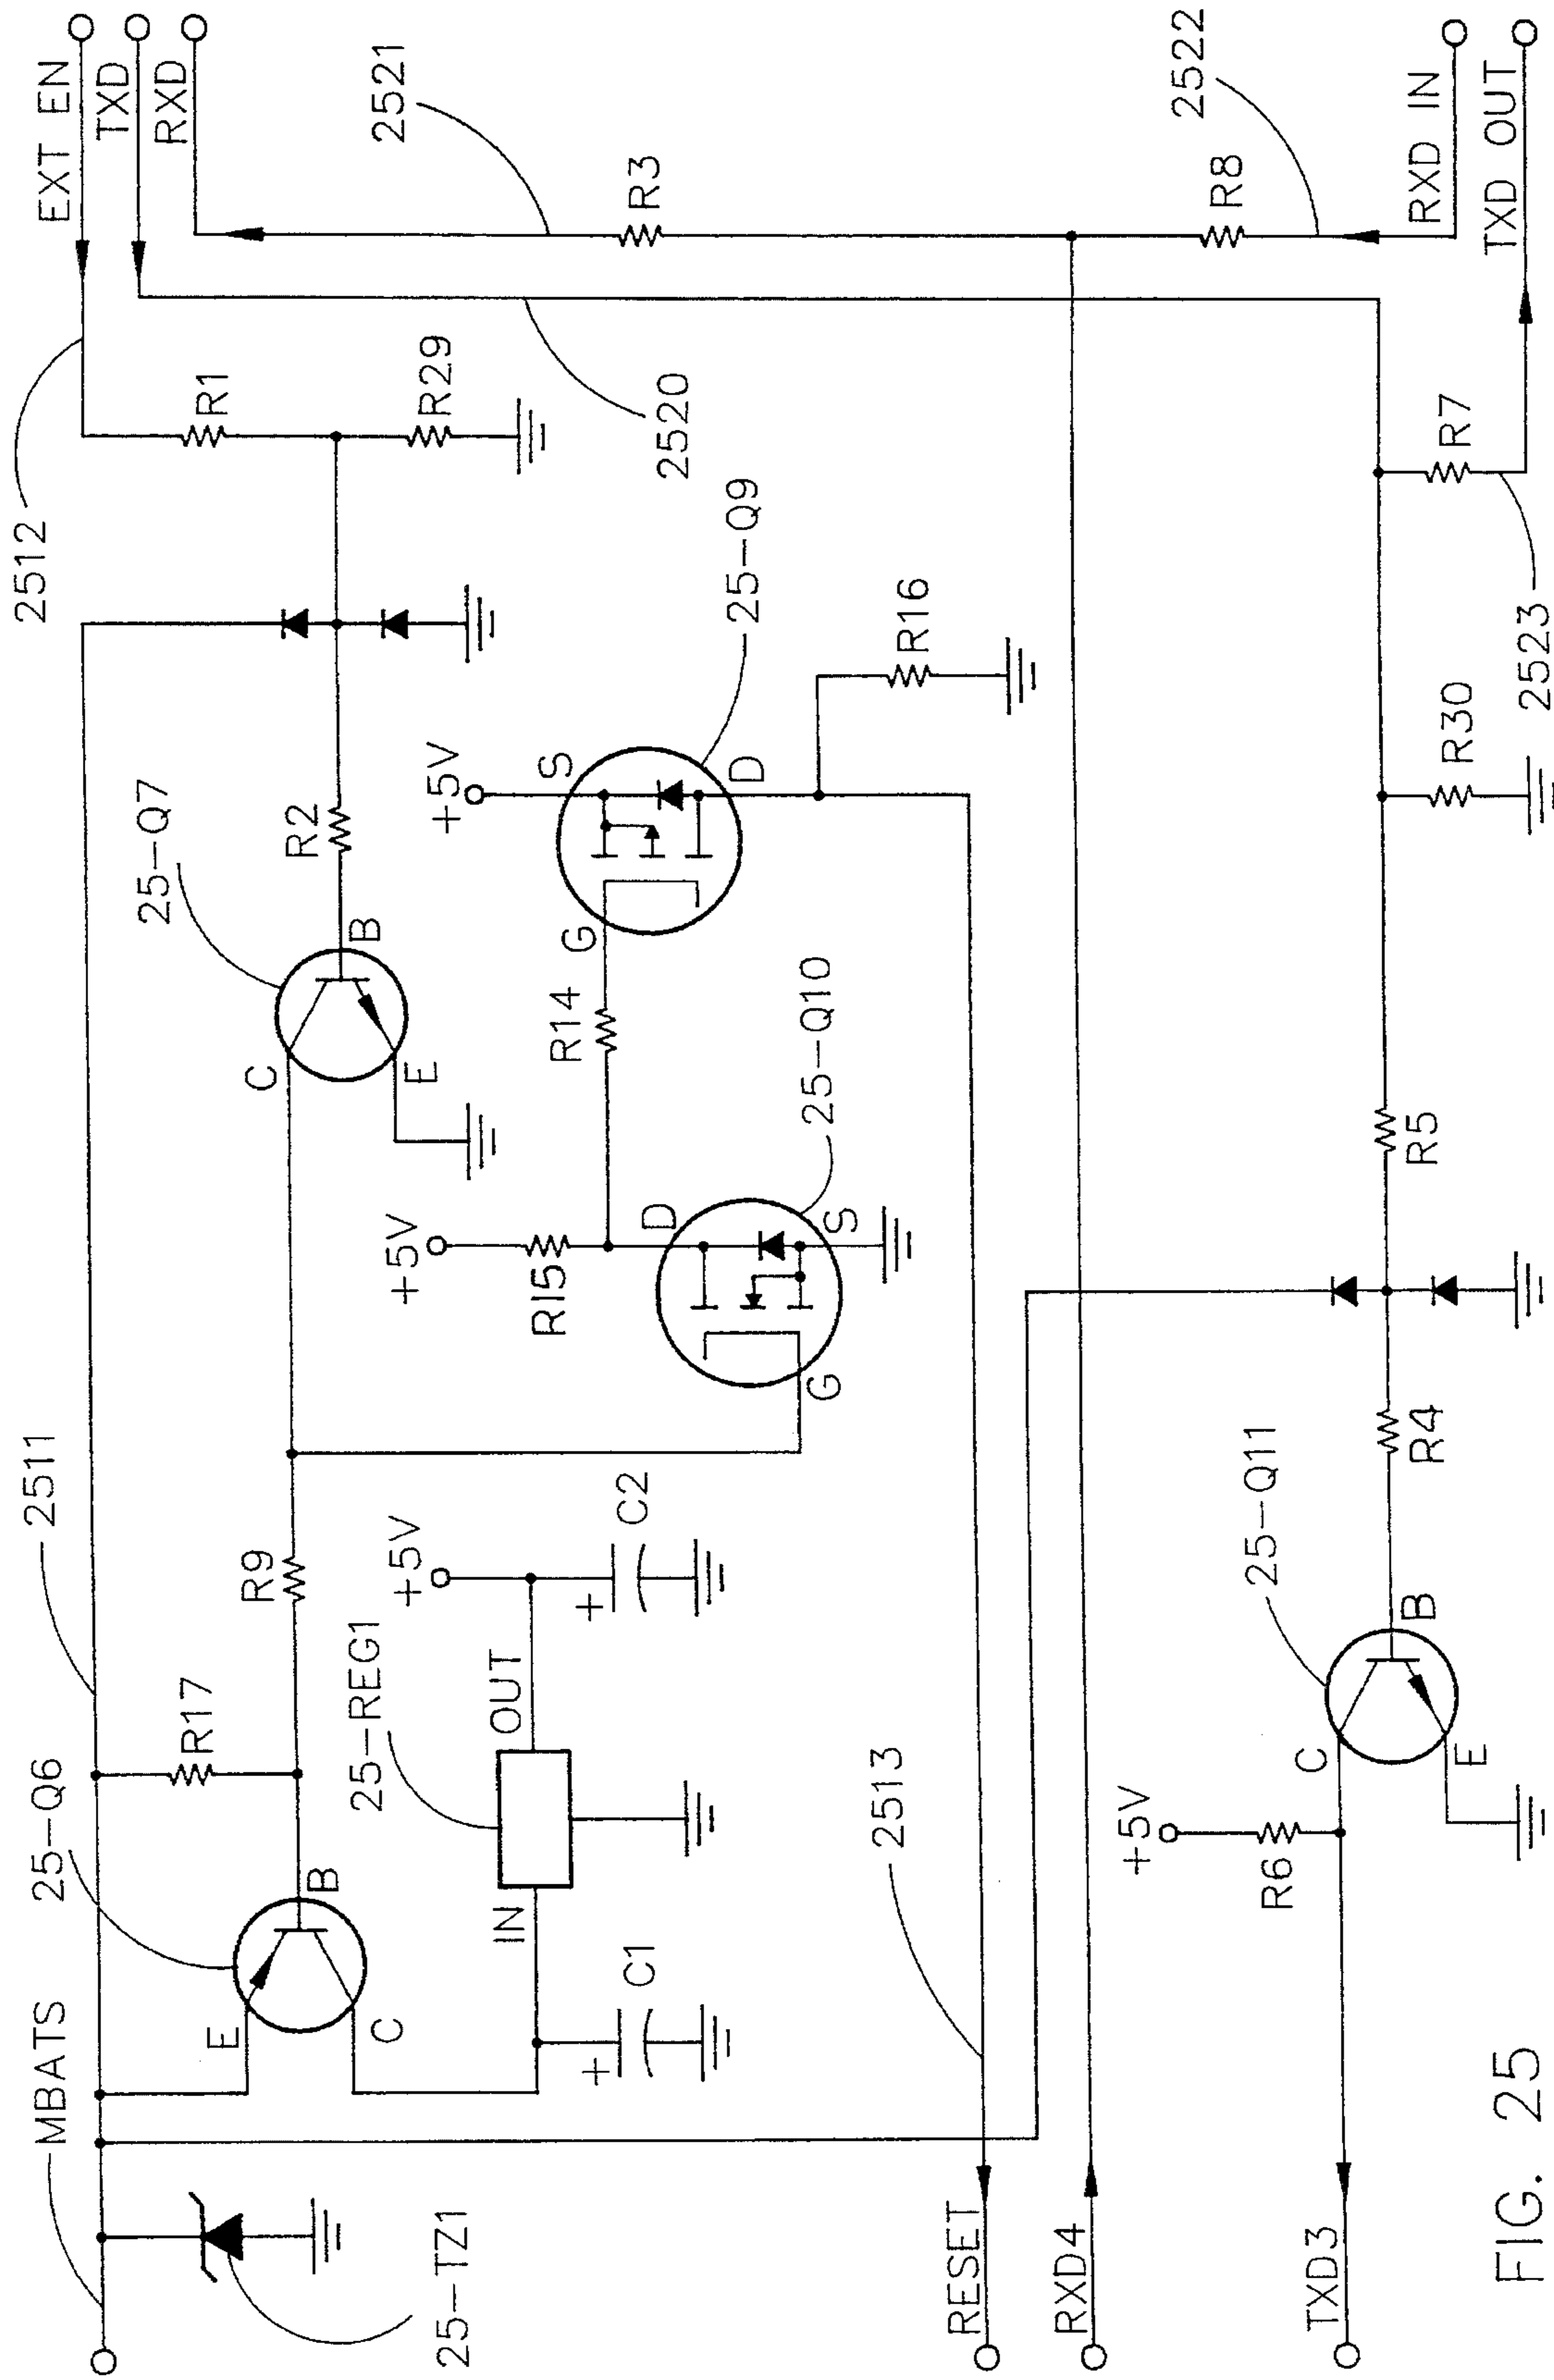 MBATS
2511
2512
EXT EN
TXD
RXD
25-TZ1
25-Q6
E
B
C
R17
R9
25-Q7
C
B
E
R2
R1
R29
2521
R3
25-REG1
IN
OUT
+5V
C1
+
C2
+
+5V
R15
D
S
G
25-Q10
R14
+5V
S
G
D
25-Q9
R16
2520
2513
RESET
RXD4
R8
2522
RXD IN
TXD OUT
TXD3
+5V
R6
C
B
E
25-Q11
R4
R5
R30
R7
2523
FIG. 25